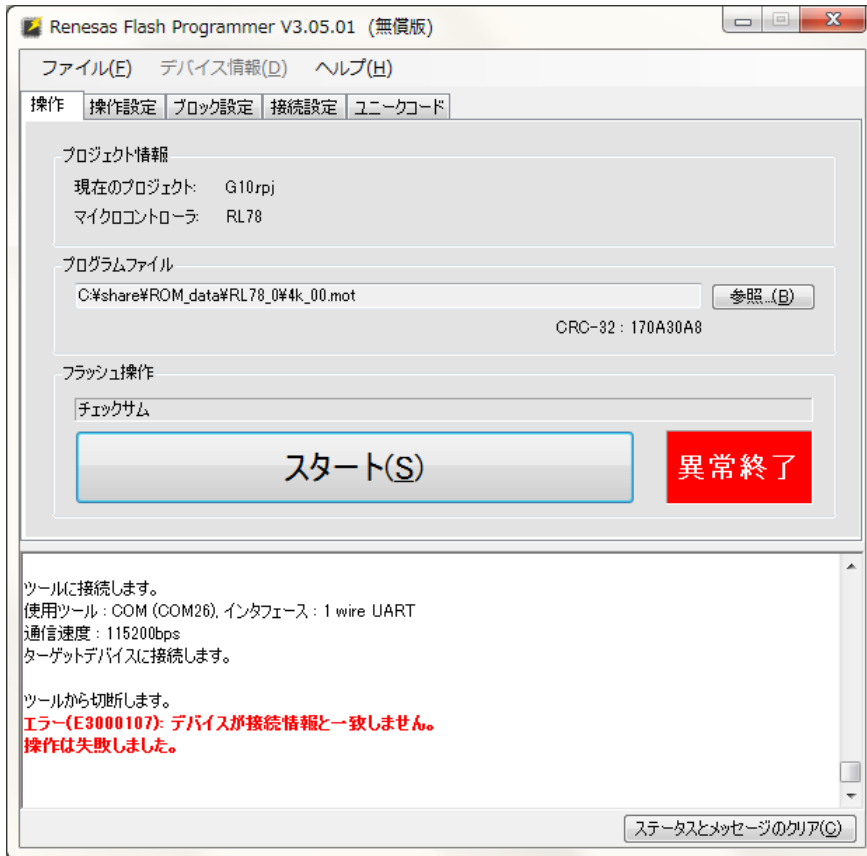 Renesas Flash Programmer V3.05.01 (無償版)
ファイル(F) デバイス情報(D) ヘルプ(H)
操作 操作設定 ブロック設定 接続設定 ユニークコード
プロジェクト情報
現在のプロジェクト: G10.rpj
マイクロコントローラ: RL78
プログラムファイル
C:¥share¥ROM_data¥RL78_0¥4k_00.mot 参照...(B)
CRC-32 : 170A30A8
フラッシュ操作
チェックサム
スタート(S) 異常終了
ツールに接続します。
使用ツール : COM (COM26), インタフェース : 1 wire UART
通信速度 : 115200bps
ターゲットデバイスに接続します。
ツールから切断します。
エラー(E3000107): デバイスが接続情報と一致しません。
操作は失敗しました。
ステータスとメッセージのクリア(C)